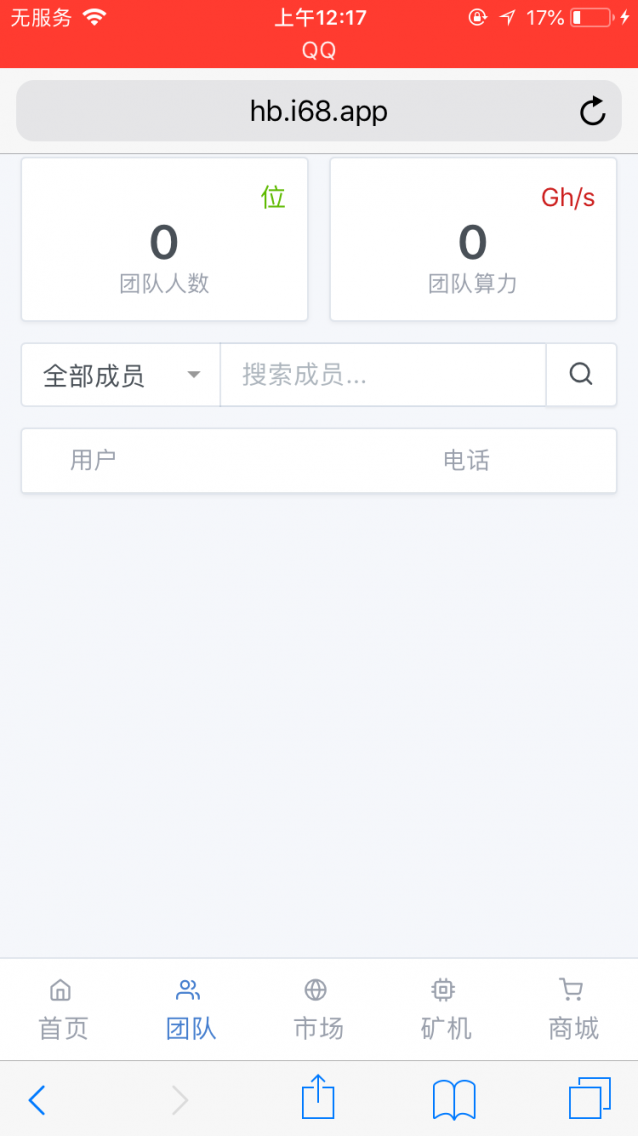 无服务 上午12:17 17%
QQ
hb.i68.app
位 Gh/s
0 0
团队人数 团队算力
全部成员 搜索成员...
用户 电话
首页 团队 市场 矿机 商城